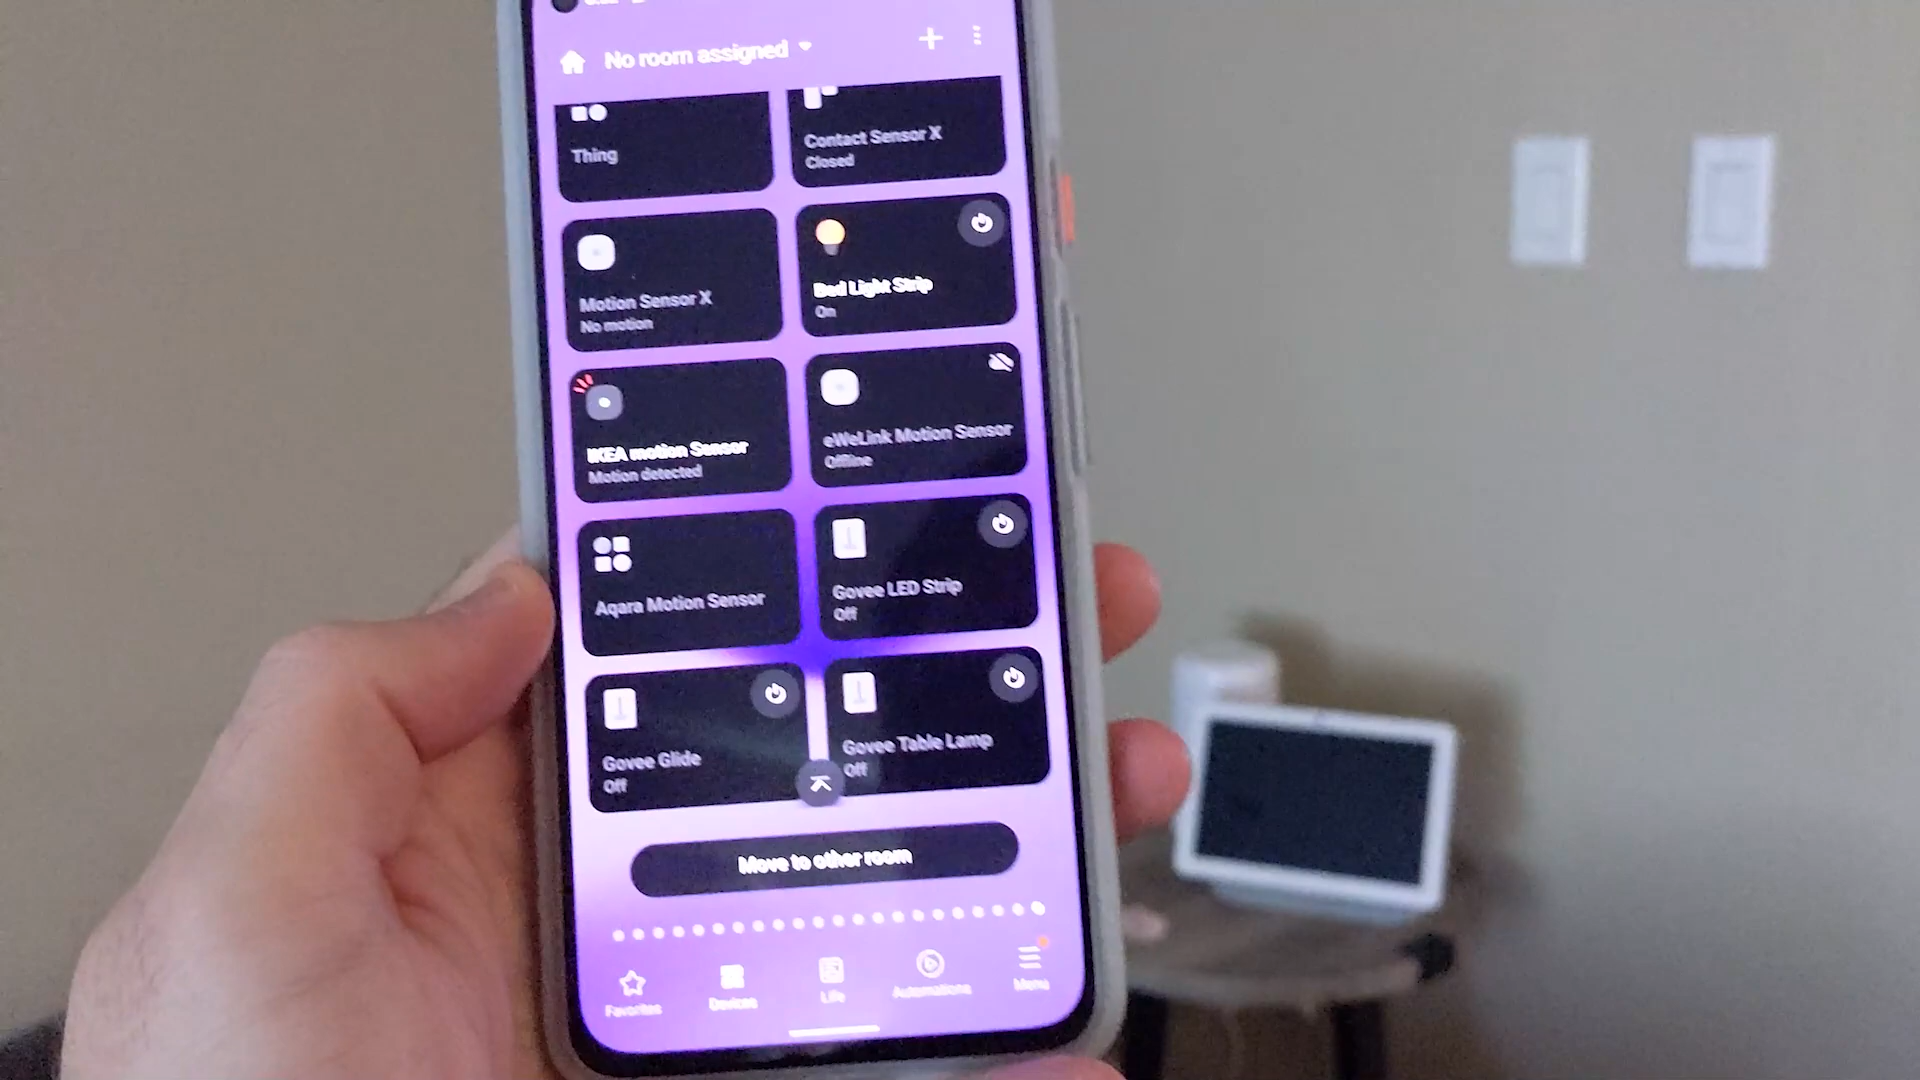 No room assigned
Thing
Contact Sensor X
Closed
Motion Sensor X
No motion
Bed Light Strip
On
IKEA motion Sensor
Motion detected
eWeLink Motion Sensor
Offline
Aqara Motion Sensor
Govee LED Strip
Off
Govee Glide
Off
Govee Table Lamp
Off
Move to other room
Favorites
Devices
Life
Automations
Menu